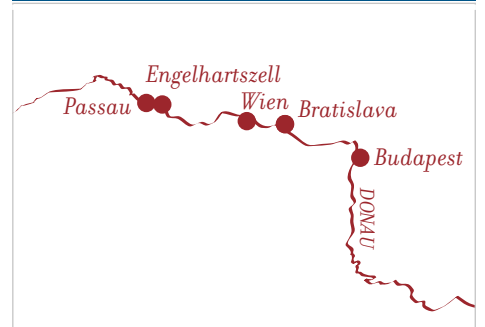 Engelhartszell
Passau
Wien
Bratislava
Budapest
DONAU